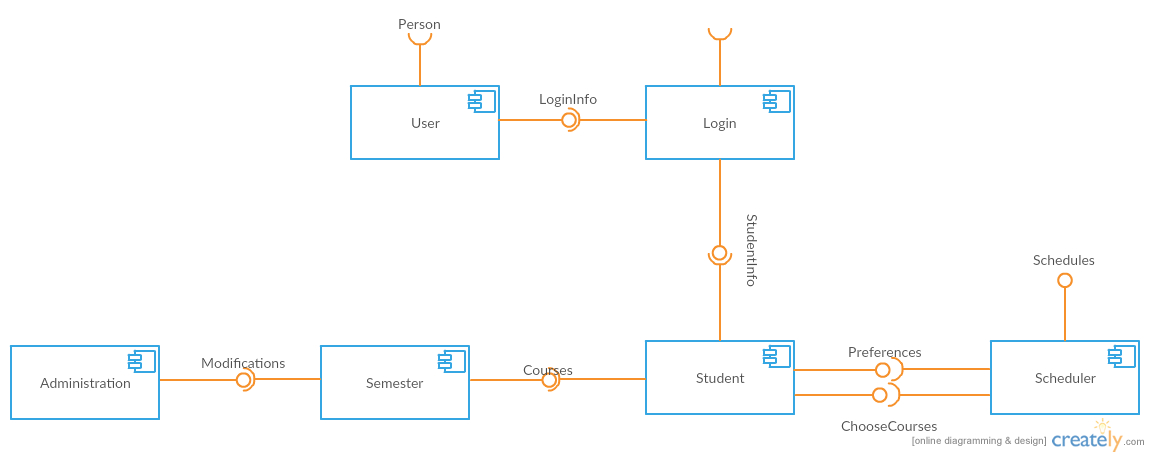 Person
LoginInfo
User
Login
StudentInfo
Schedules
Modifications
Courses
Preferences
Administration
Semester
Student
Scheduler
ChooseCourses
[online diagramming & design] creately.com